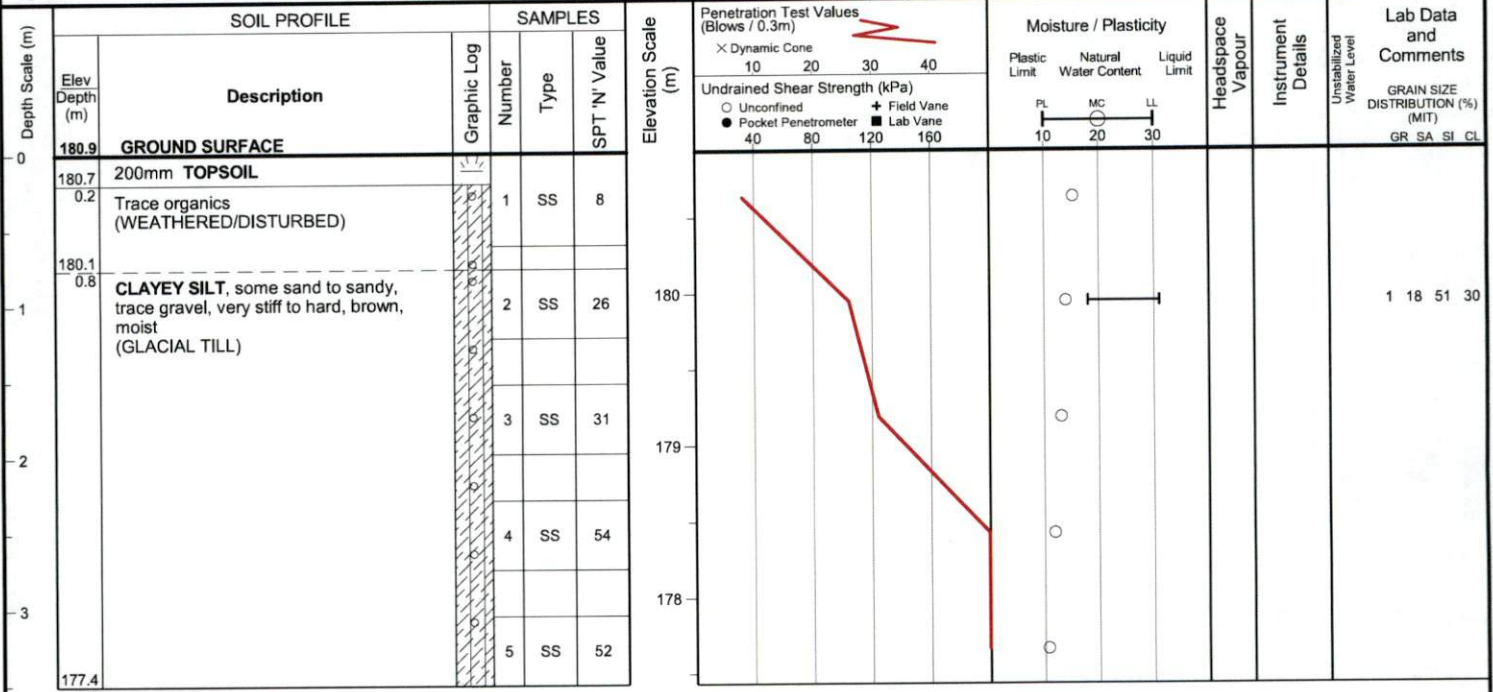 SOIL PROFILE
SAMPLES
Depth Scale (m)
Elev
Depth
(m)
Description
Graphic Log
Number
Type
SPT 'N' Value
Elevation Scale
(m)
Penetration Test Values
(Blows / 0.3m)
× Dynamic Cone
10 20 30 40
Undrained Shear Strength (kPa)
○ Unconfined + Field Vane
● Pocket Penetrometer ■ Lab Vane
40 80 120 160
Moisture / Plasticity
Plastic Natural Liquid
Limit Water Content Limit
PL MC LL
10 20 30
Headspace
Vapour
Instrument
Details
Unstabilized
Water Level
Lab Data
and
Comments
GRAIN SIZE
DISTRIBUTION (%)
(MIT)
GR SA SI CL
180.9 GROUND SURFACE
0
180.7 200mm TOPSOIL
0.2 Trace organics
(WEATHERED/DISTURBED)
1 SS 8
180.1
0.8 CLAYEY SILT, some sand to sandy,
trace gravel, very stiff to hard, brown,
moist
(GLACIAL TILL)
1
2 SS 26
180
1 18 51 30
3 SS 31
179
2
4 SS 54
178
3
5 SS 52
177.4